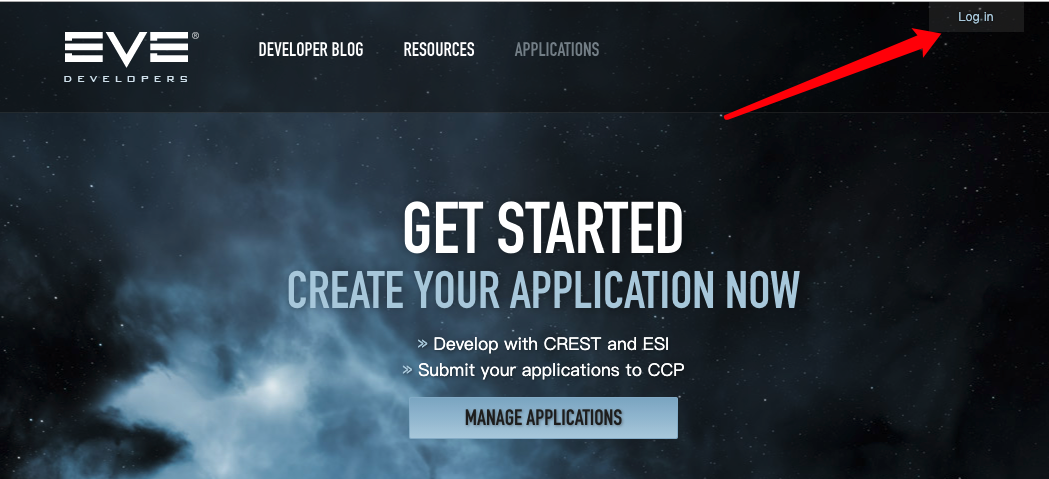 Log in
EVE®
DEVELOPERS
DEVELOPER BLOG
RESOURCES
APPLICATIONS
GET STARTED
CREATE YOUR APPLICATION NOW
» Develop with CREST and ESI
» Submit your applications to CCP
MANAGE APPLICATIONS